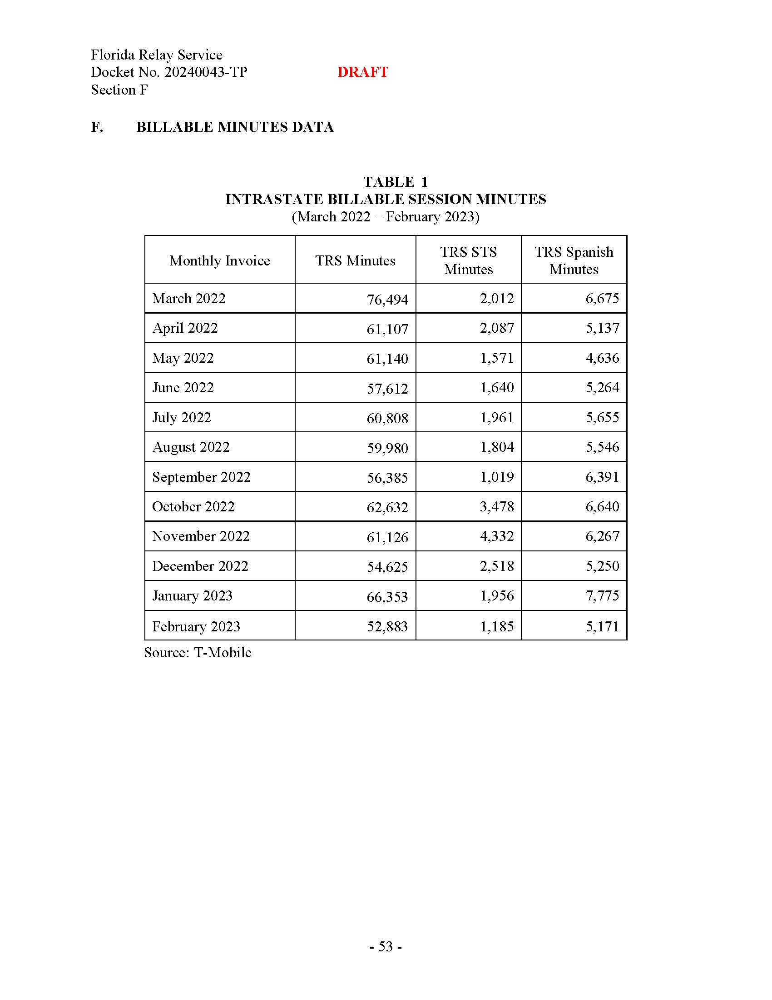 Florida Relay Service
Docket No. 20240043-TP DRAFT
Section F
F. BILLABLE MINUTES DATA
TABLE 1
INTRASTATE BILLABLE SESSION MINUTES
(March 2022 – February 2023)
Monthly Invoice TRS Minutes TRS STS Minutes TRS Spanish Minutes
March 2022 76,494 2,012 6,675
April 2022 61,107 2,087 5,137
May 2022 61,140 1,571 4,636
June 2022 57,612 1,640 5,264
July 2022 60,808 1,961 5,655
August 2022 59,980 1,804 5,546
September 2022 56,385 1,019 6,391
October 2022 62,632 3,478 6,640
November 2022 61,126 4,332 6,267
December 2022 54,625 2,518 5,250
January 2023 66,353 1,956 7,775
February 2023 52,883 1,185 5,171
Source: T-Mobile
- 53 -